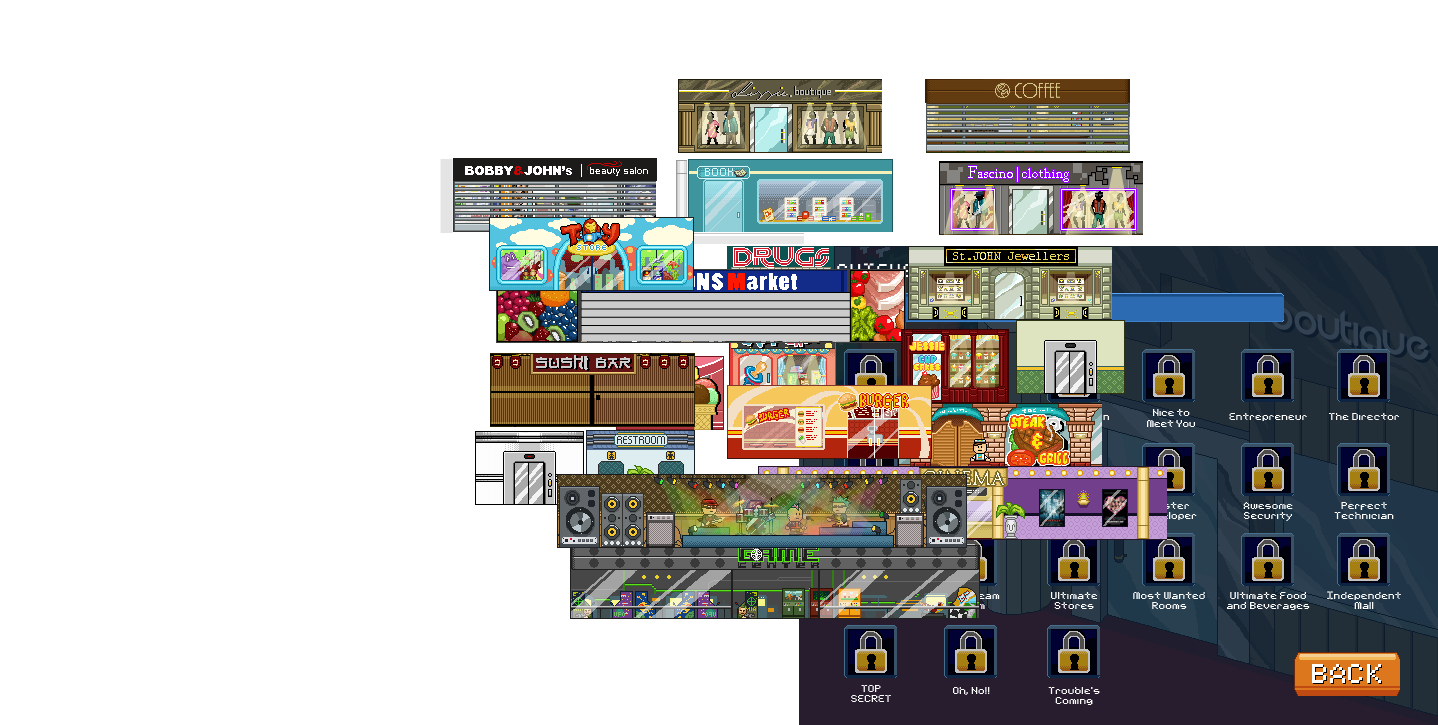 Lizzie.boutique
COFFEE
BOBBY&JOHN's beauty salon
BOOK
Fascino|clothing
TOY
STORE
DRUGS
St.JOHN Jewellers
NS Market
boutique
JESSIE
CUP
CAKES
SUSHI BAR
BURGER
BURGER
Nice to
Meet You
Entrepreneur
The Director
RESTROOM
STEAK
&
GRILL
CINEMA
Awesome
Security
Perfect
Technician
GAME
CENTER
Ultimate
Stores
Most Wanted
Rooms
Ultimate Food
and Beverages
Independent
Mall
TOP
SECRET
Oh, No!!
Trouble's
Coming
BACK